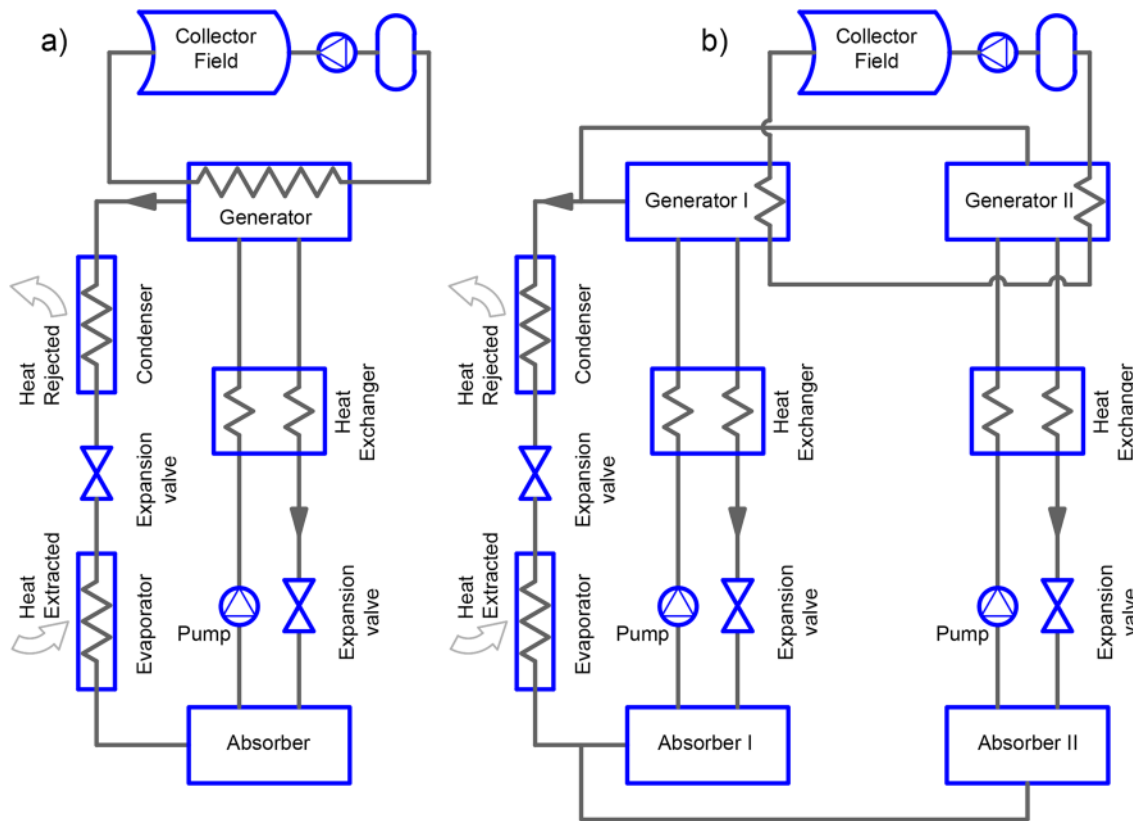 a)
Collector
Field
Generator
Heat
Rejected
Condenser
Heat
Exchanger
Expansion
valve
Heat
Extracted
Evaporator
Pump
Expansion
valve
Absorber
b)
Collector
Field
Generator I
Generator II
Heat
Rejected
Condenser
Heat
Exchanger
Heat
Exchanger
Expansion
valve
Heat
Extracted
Evaporator
Pump
Expansion
valve
Pump
Expansion
valve
Absorber I
Absorber II